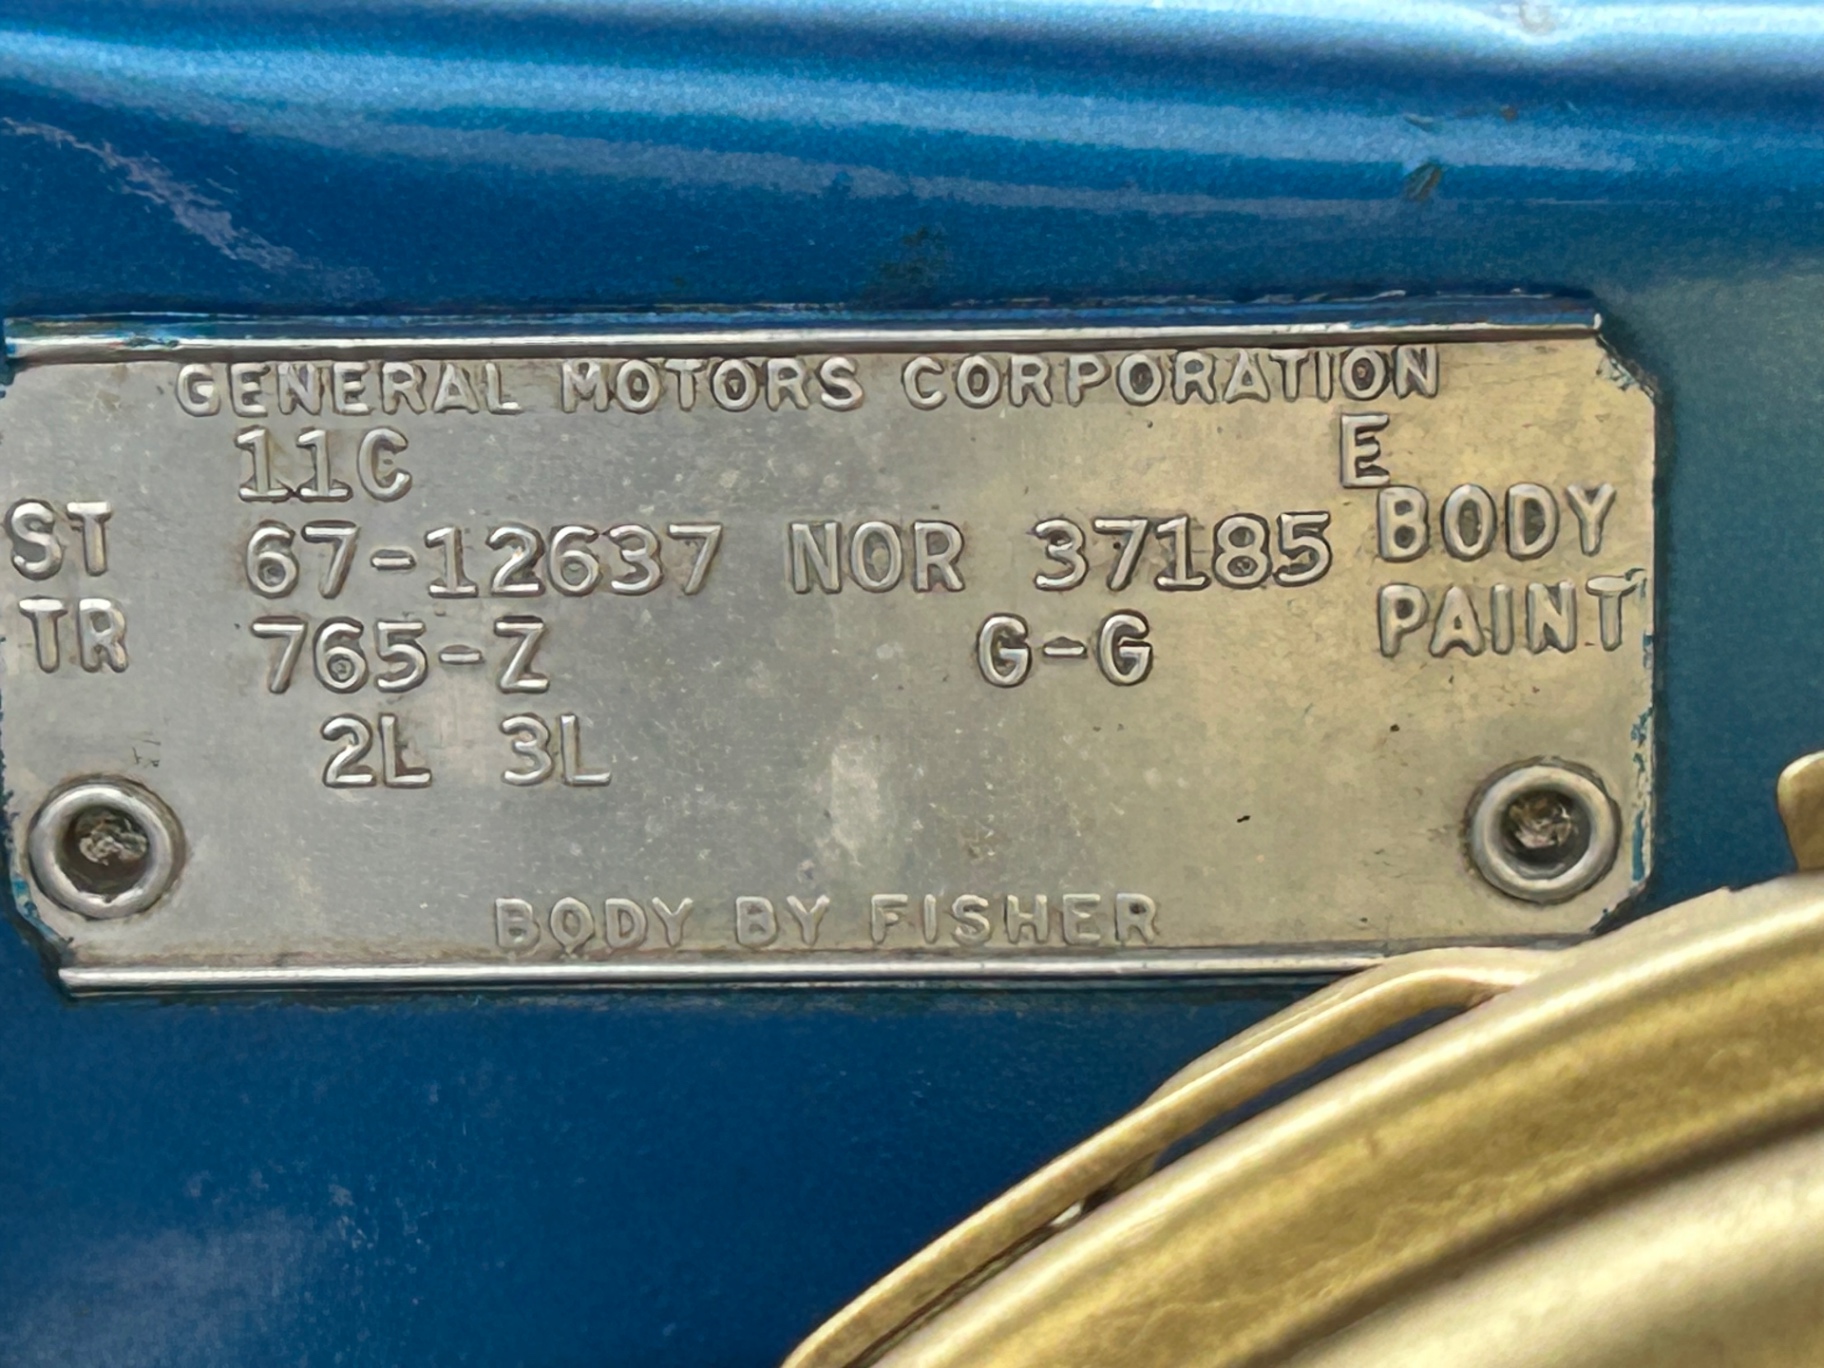 GENERAL MOTORS CORPORATION
11C E
ST 67-12637 NOR 37185 BODY
TR 765-Z G-G PAINT
2L 3L
BODY BY FISHER